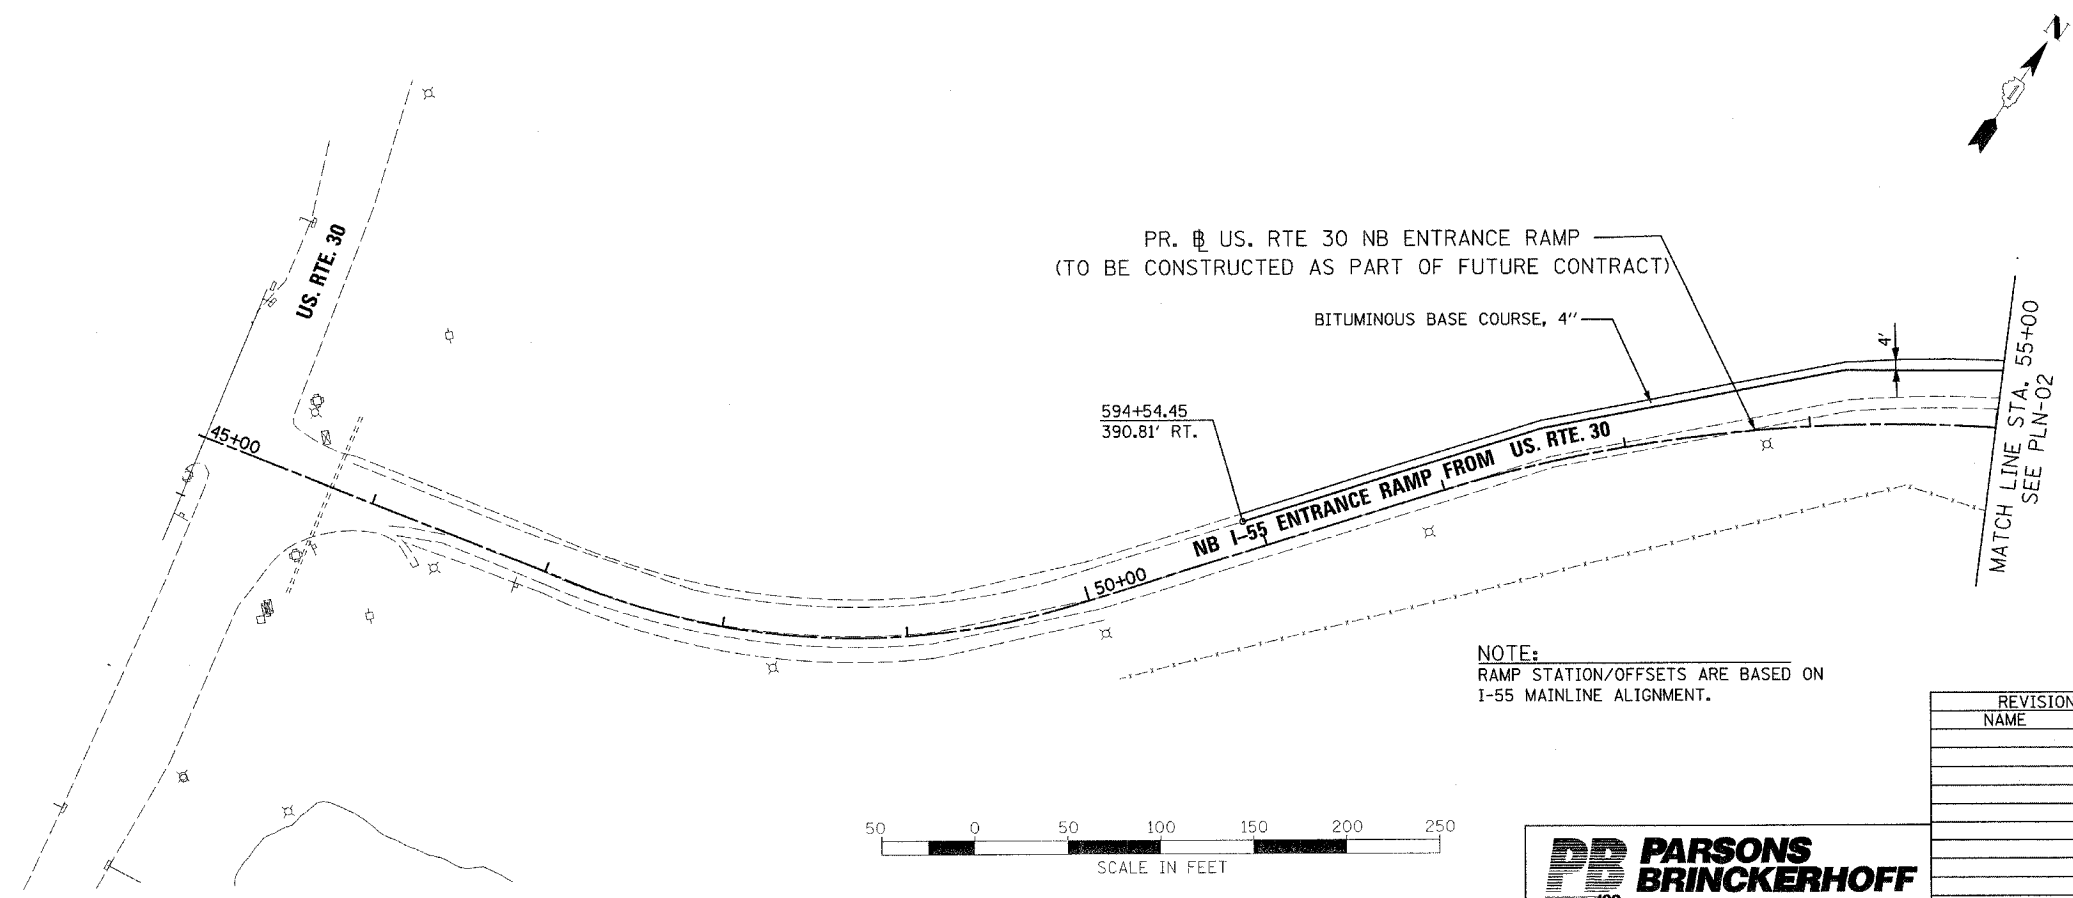 N
US. RTE. 30
PR. ⅊ US. RTE 30 NB ENTRANCE RAMP
(TO BE CONSTRUCTED AS PART OF FUTURE CONTRACT)
BITUMINOUS BASE COURSE, 4"
4'
594+54.45
390.81' RT.
45+00
NB I-55 ENTRANCE RAMP FROM US. RTE. 30
50+00
MATCH LINE STA. 55+00
SEE PLN-02
NOTE:
RAMP STATION/OFFSETS ARE BASED ON
I-55 MAINLINE ALIGNMENT.
REVISION
NAME
50 0 50 100 150 200 250
SCALE IN FEET
PB PARSONS
BRINCKERHOFF